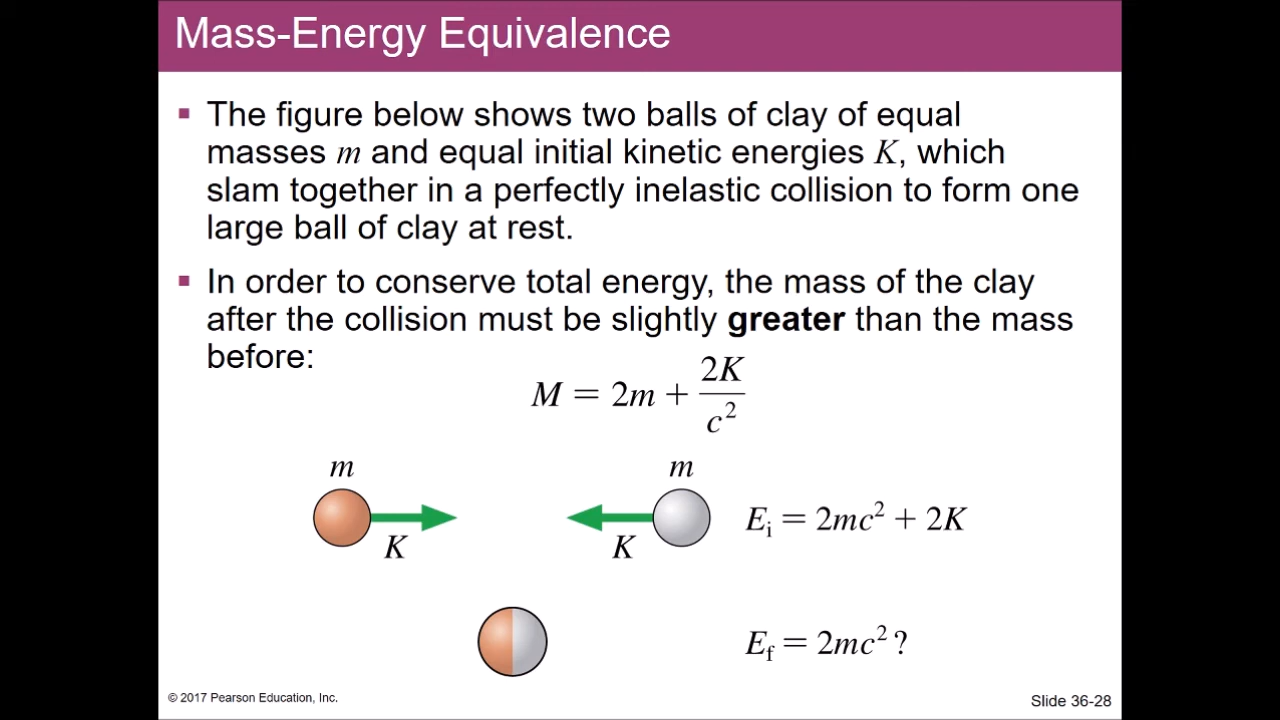 Mass-Energy Equivalence
▪ The figure below shows two balls of clay of equal
masses m and equal initial kinetic energies K, which
slam together in a perfectly inelastic collision to form one
large ball of clay at rest.
▪ In order to conserve total energy, the mass of the clay
after the collision must be slightly greater than the mass
before:
M = 2m + 2K/c²
m m
K K Eᵢ = 2mc² + 2K
E_f = 2mc² ?
© 2017 Pearson Education, Inc. Slide 36-28